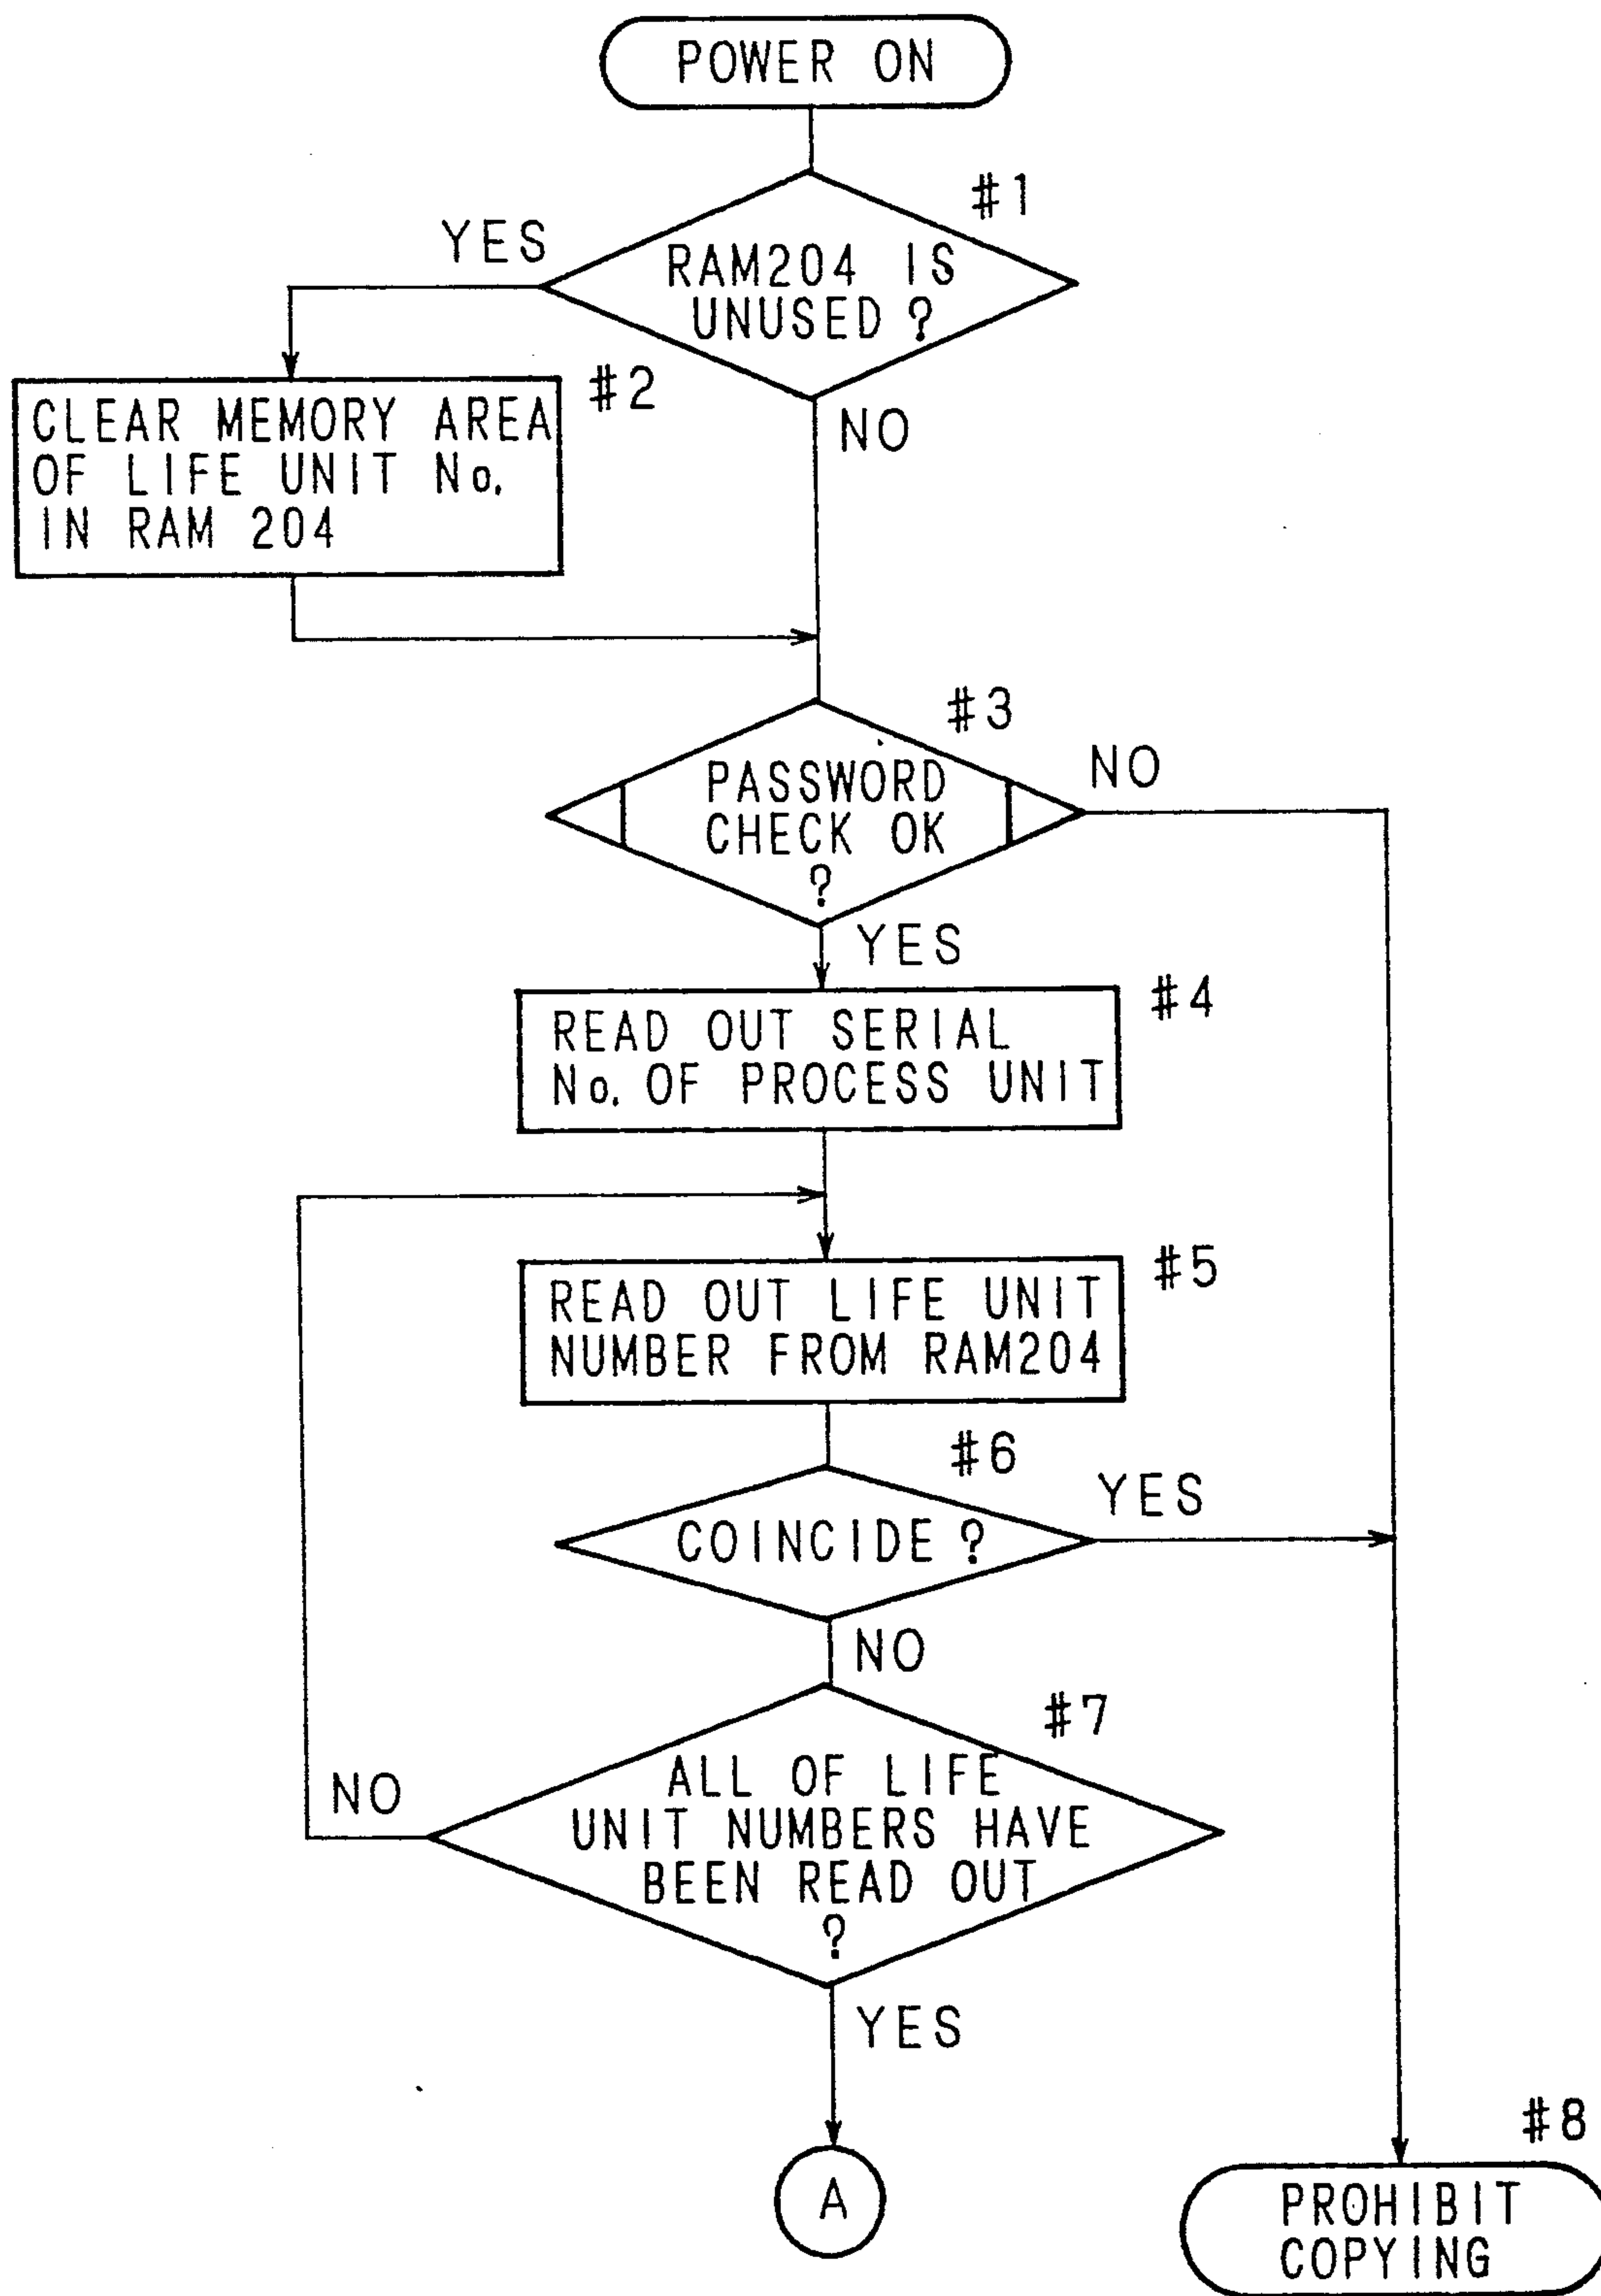 POWER ON
#1
YES
RAM204 IS
UNUSED ?
#2
CLEAR MEMORY AREA
OF LIFE UNIT No.
IN RAM 204
NO
#3
PASSWORD
CHECK OK
?
NO
YES
#4
READ OUT SERIAL
No. OF PROCESS UNIT
#5
READ OUT LIFE UNIT
NUMBER FROM RAM204
#6
COINCIDE ?
YES
NO
#7
ALL OF LIFE
UNIT NUMBERS HAVE
BEEN READ OUT
?
NO
YES
A
#8
PROHIBIT
COPYING